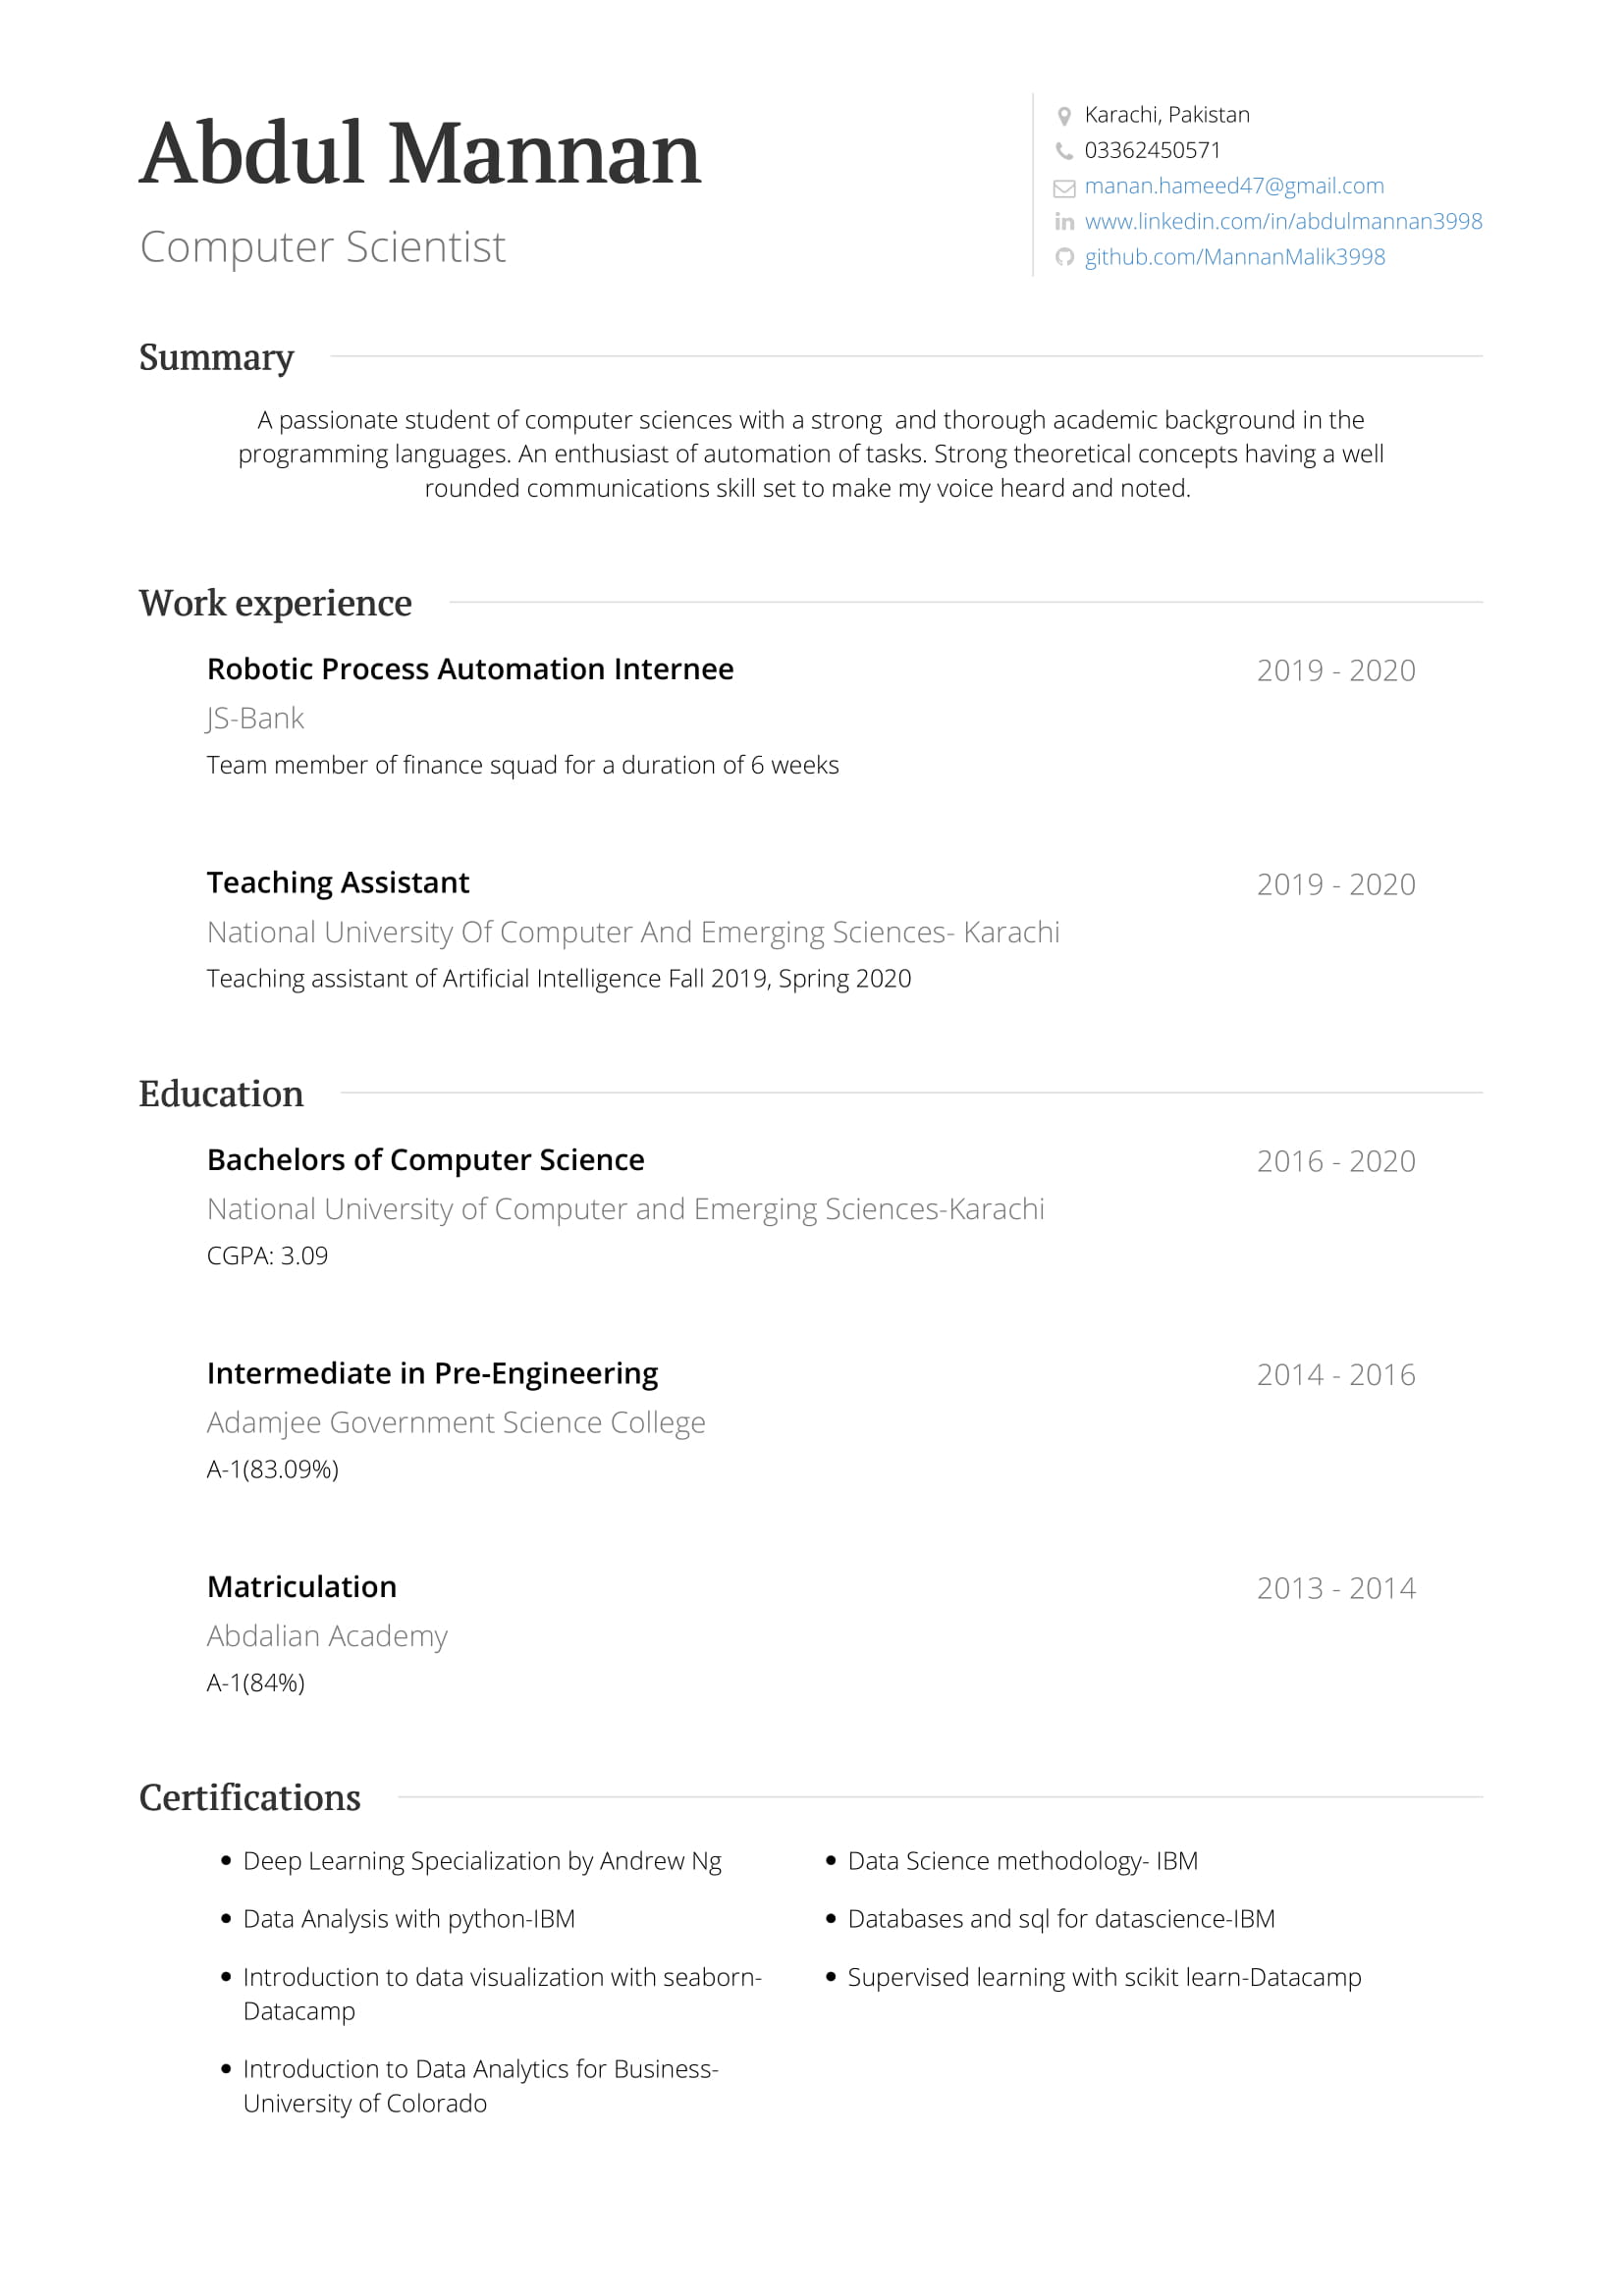 Abdul Mannan
Computer Scientist
Karachi, Pakistan
03362450571
manan.hameed47@gmail.com
www.linkedin.com/in/abdulmannan3998
github.com/MannanMalik3998
Summary
A passionate student of computer sciences with a strong  and thorough academic background in the
programming languages. An enthusiast of automation of tasks. Strong theoretical concepts having a well
rounded communications skill set to make my voice heard and noted.
Work experience
Robotic Process Automation Internee
2019 - 2020
JS-Bank
Team member of finance squad for a duration of 6 weeks
Teaching Assistant
2019 - 2020
National University Of Computer And Emerging Sciences- Karachi
Teaching assistant of Artificial Intelligence Fall 2019, Spring 2020
Education
Bachelors of Computer Science
2016 - 2020
National University of Computer and Emerging Sciences-Karachi
CGPA: 3.09
Intermediate in Pre-Engineering
2014 - 2016
Adamjee Government Science College
A-1(83.09%)
Matriculation
2013 - 2014
Abdalian Academy
A-1(84%)
Certifications
Deep Learning Specialization by Andrew Ng
Data Analysis with python-IBM
Introduction to data visualization with seaborn-
Datacamp
Introduction to Data Analytics for Business-
University of Colorado
Data Science methodology- IBM
Databases and sql for datascience-IBM
Supervised learning with scikit learn-Datacamp